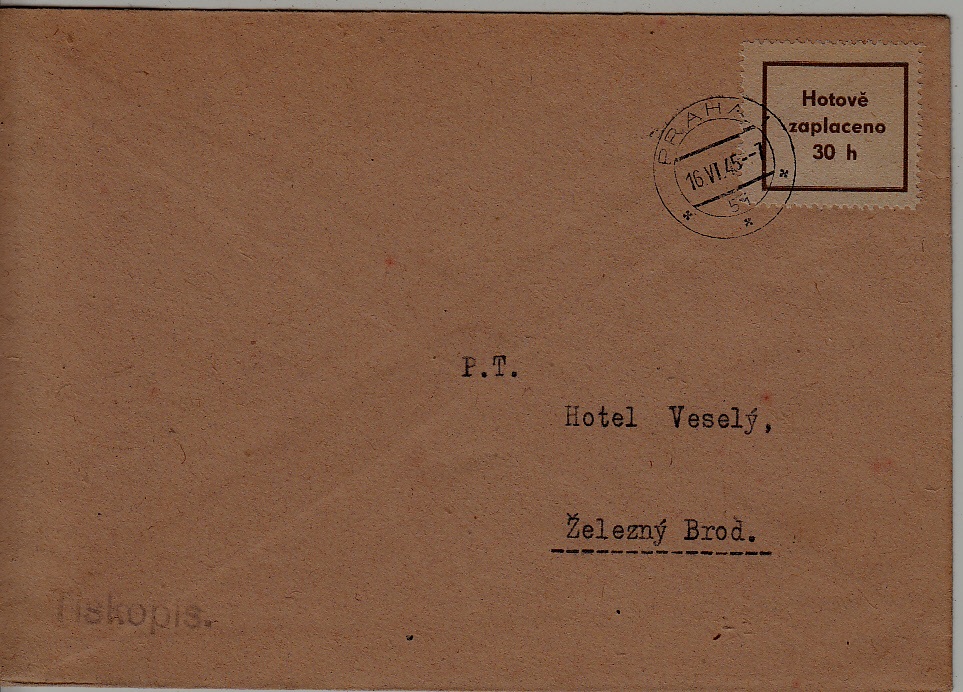 Hotově
zaplaceno
30 h
PRAHA
16.VI.45.--7
P.T.
Hotel Veselý,
Železný Brod.
Tiskopis.